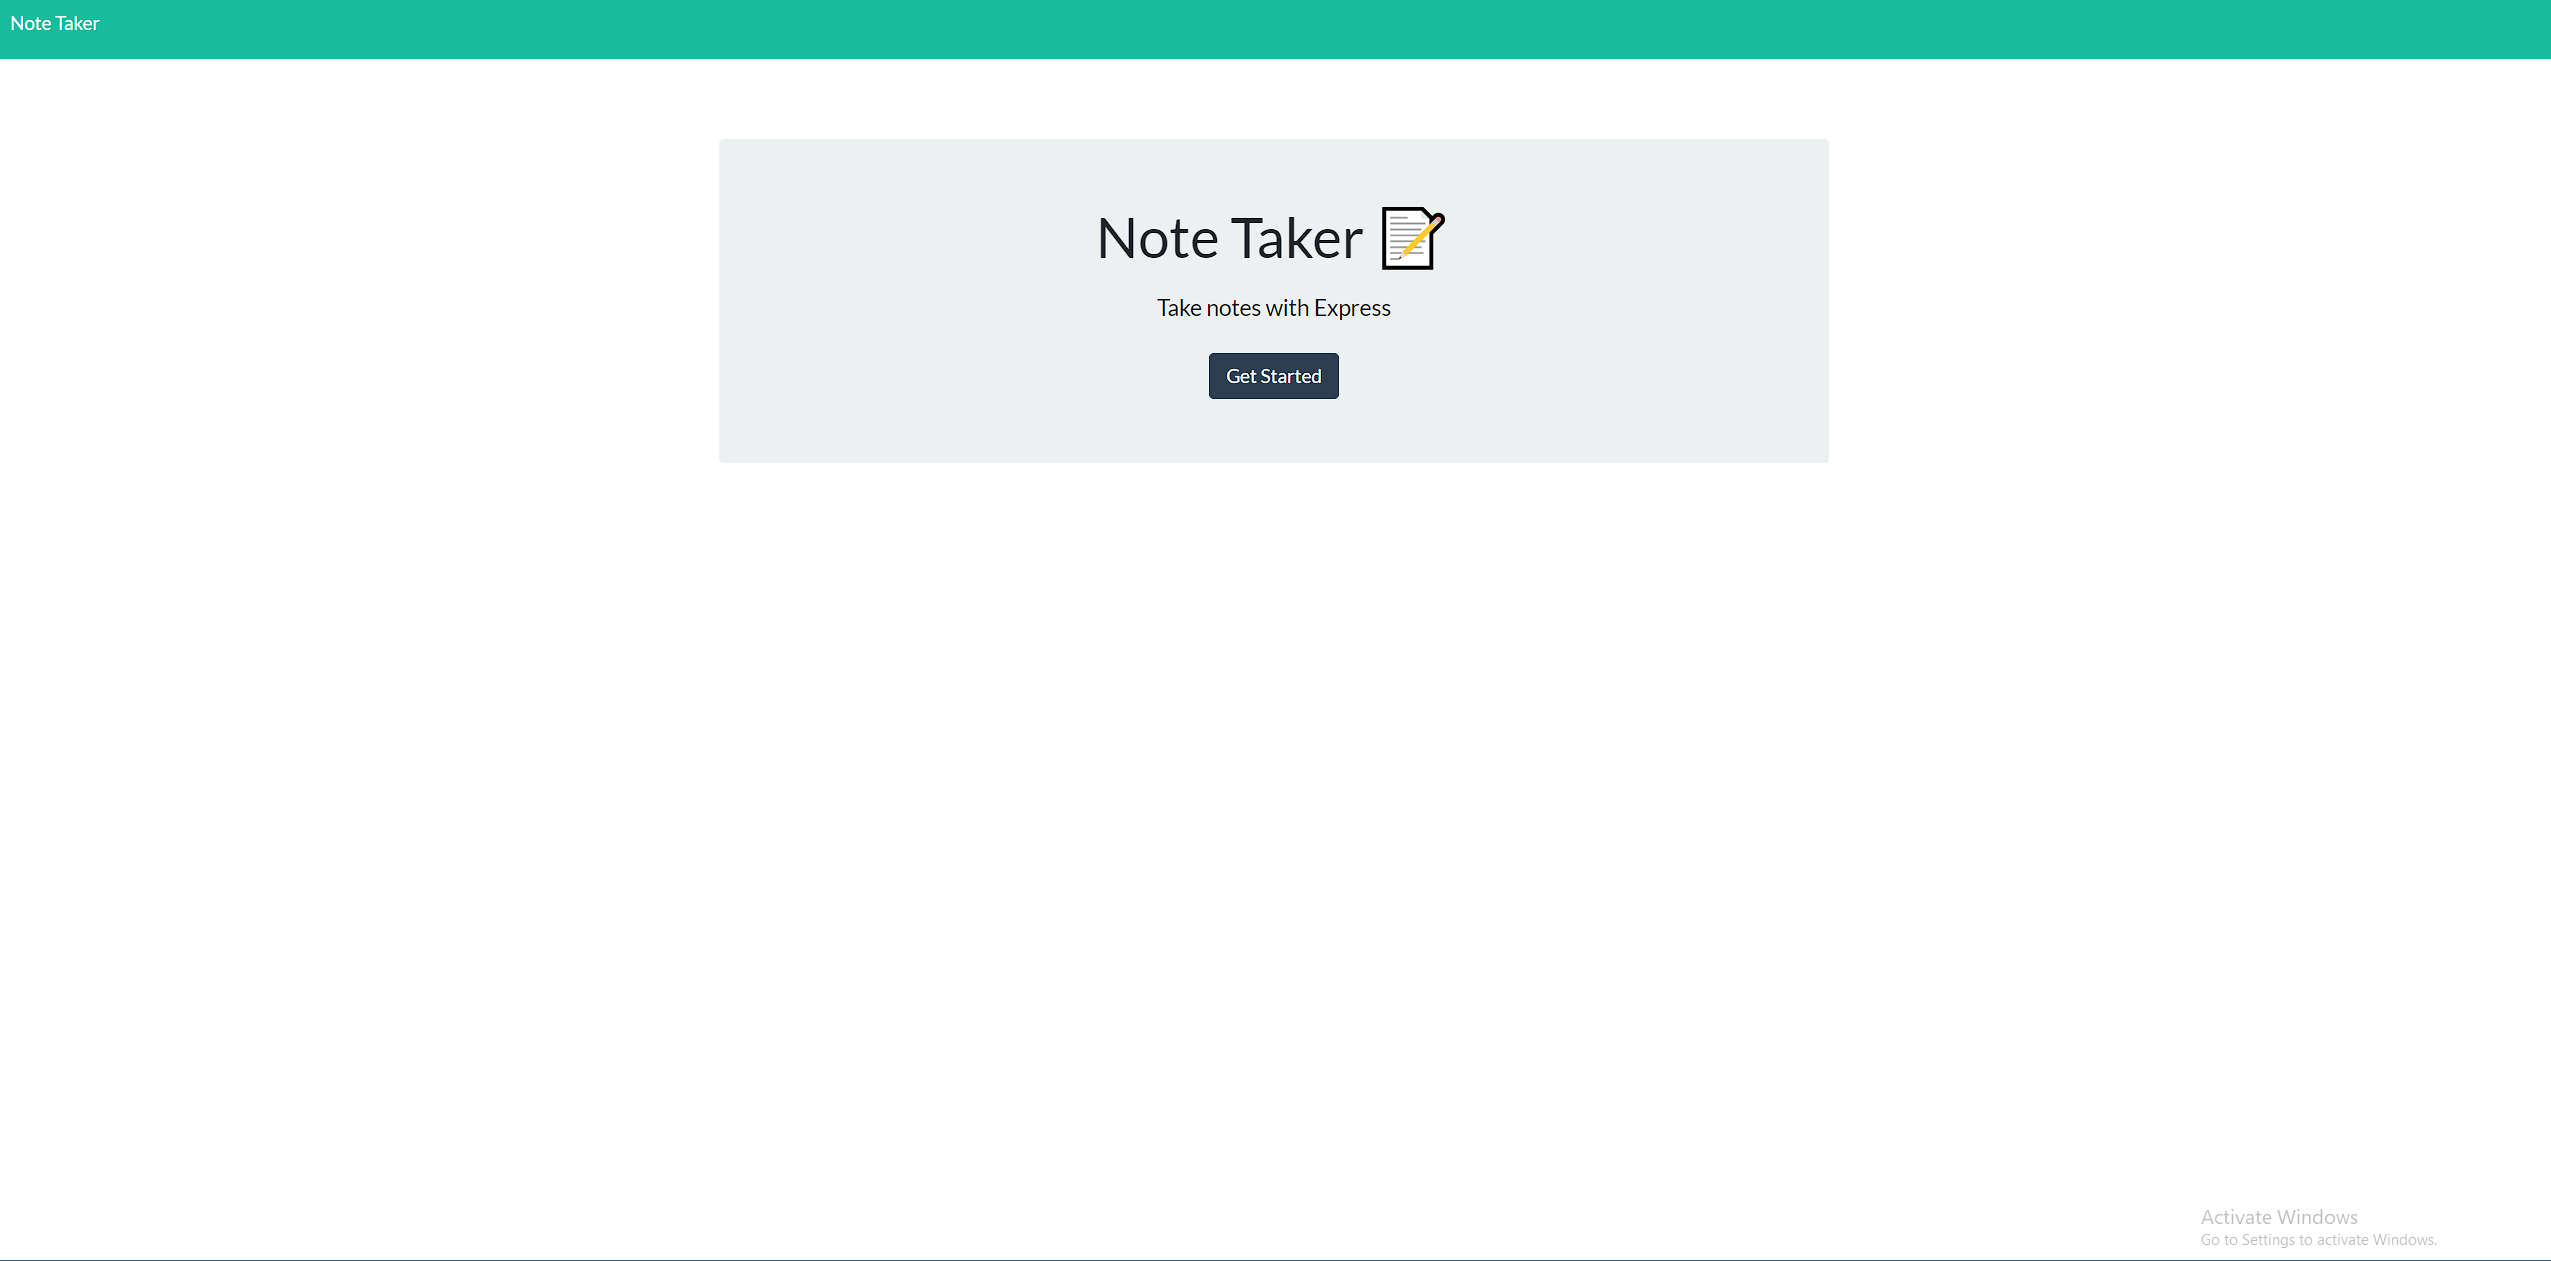 Note Taker
Note Taker 📝
Take notes with Express
Get Started
Activate Windows
Go to Settings to activate Windows.